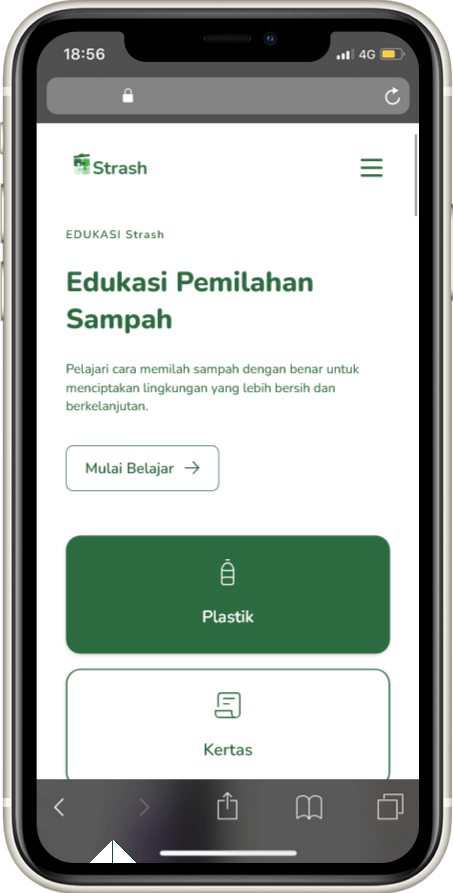 18:56
4G
Strash
EDUKASI Strash
Edukasi Pemilahan
Sampah
Pelajari cara memilah sampah dengan benar untuk
menciptakan lingkungan yang lebih bersih dan
berkelanjutan.
Mulai Belajar
Plastik
Kertas